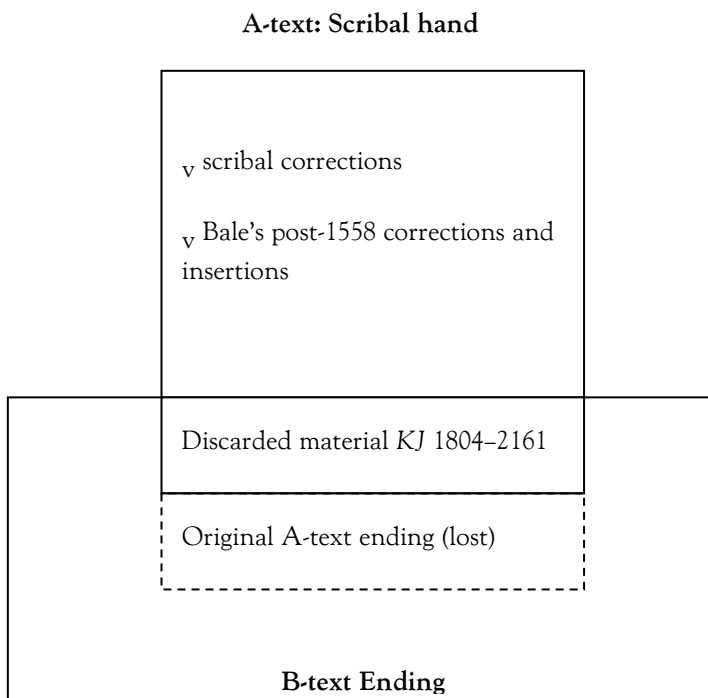 A-text: Scribal hand
v scribal corrections
v Bale’s post-1558 corrections and
insertions
Discarded material KJ 1804–2161
Original A-text ending (lost)
B-text Ending